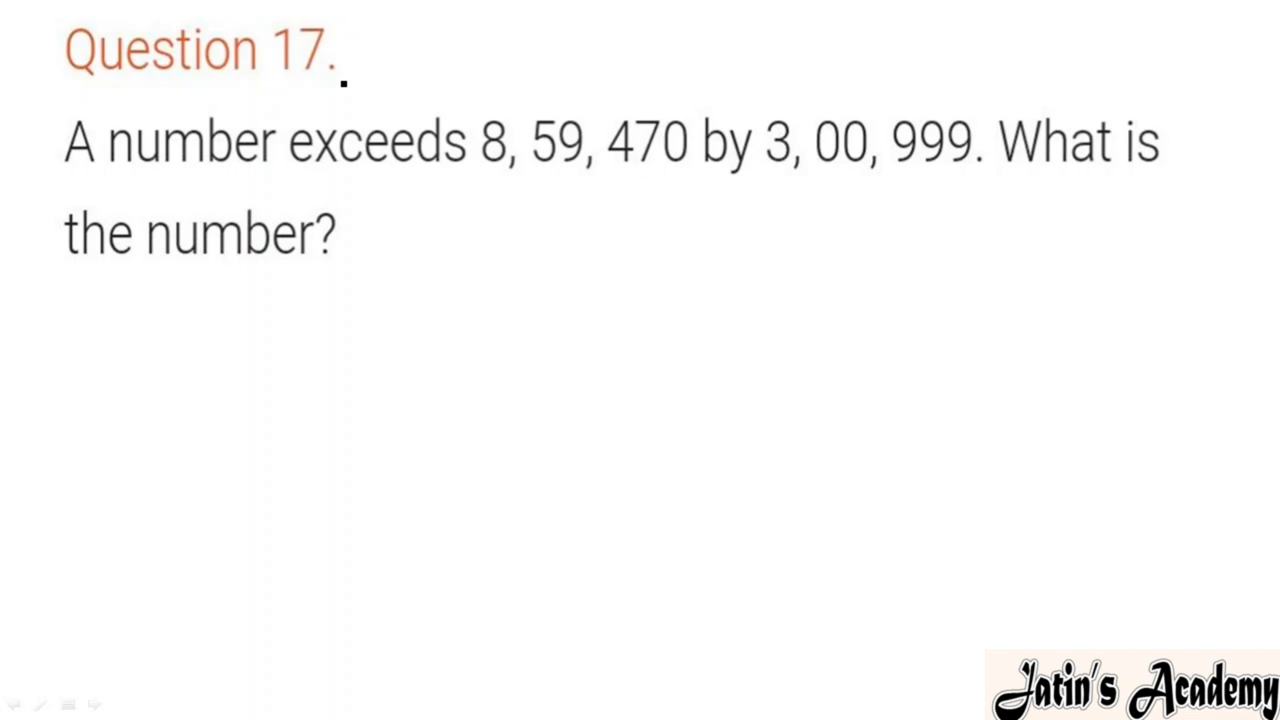 Question 17.
A number exceeds 8, 59, 470 by 3, 00, 999. What is
the number?
Jatin's Academy